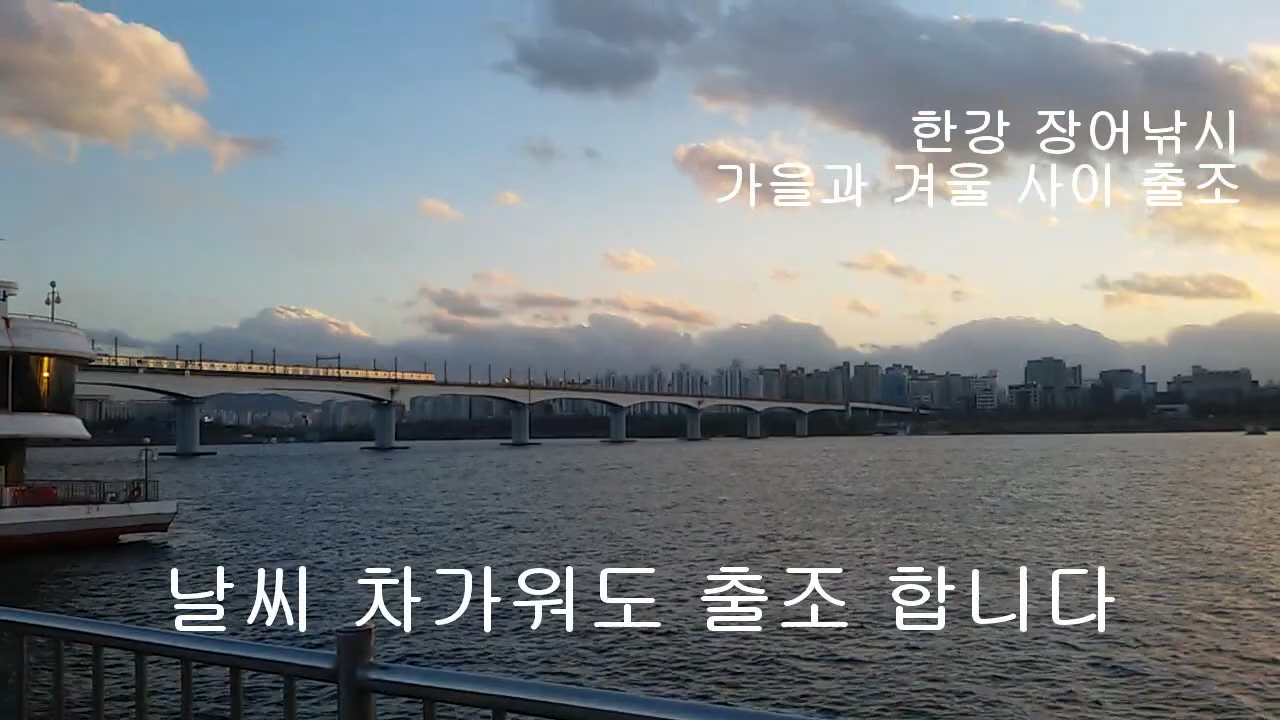 한강 장어낚시
가을과 겨울 사이 출조
날씨 차가워도 출조 합니다